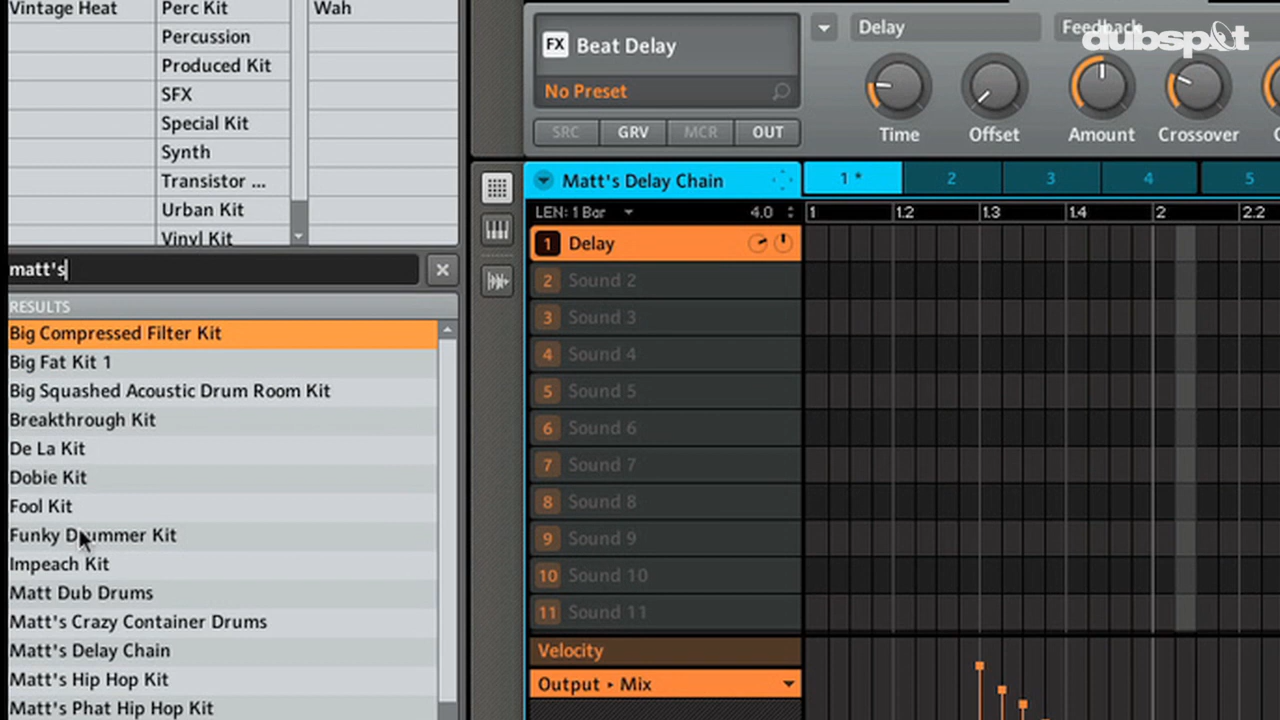 Vintage Heat
Perc Kit
Wah
Percussion
Produced Kit
SFX
Special Kit
Synth
Transistor ...
Urban Kit
Vinyl Kit
matt's
RESULTS
Big Compressed Filter Kit
Big Fat Kit 1
Big Squashed Acoustic Drum Room Kit
Breakthrough Kit
De La Kit
Dobie Kit
Fool Kit
Funky Drummer Kit
Impeach Kit
Matt Dub Drums
Matt's Crazy Container Drums
Matt's Delay Chain
Matt's Hip Hop Kit
Matt's Phat Hip Hop Kit
FX Beat Delay
No Preset
SRC GRV MCR OUT
Delay
Feedback
dubspot
Time Offset Amount Crossover
Matt's Delay Chain
1* 2 3 4 5
LEN: 1 Bar 4.0
1 1.2 1.3 1.4 2 2.2
1 Delay
2 Sound 2
3 Sound 3
4 Sound 4
5 Sound 5
6 Sound 6
7 Sound 7
8 Sound 8
9 Sound 9
10 Sound 10
11 Sound 11
Velocity
Output ▸ Mix